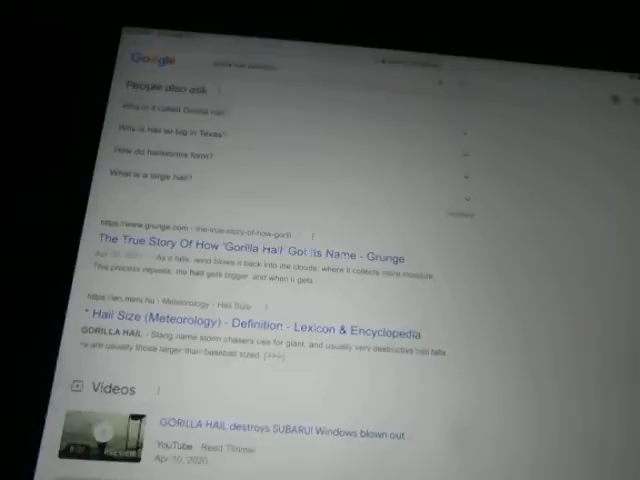 Google
People also ask
Why is it called Gorilla
Why is hail so big in Texas?
How do hailstorms form?
What is a large hail?
https://www.grunge.com › the-true-story-of-how-goril
The True Story Of How 'Gorilla Hail' Got Its Name - Grunge
As it falls, wind blows it back into the clouds, where it collects more moisture.
This process repeats, the hail gets bigger, and when it gets
› Meteorology › Hail Size
* Hail Size (Meteorology) - Definition - Lexicon & Encyclopedia
GORILLA HAIL - Slang name storm chasers use for giant, and usually very destructive hail falls
are usually those larger than baseball sized. [>>>]
Videos
GORILLA HAIL destroys SUBARU! Windows blown out
PREVIEW
YouTube · Reed Timmer
Apr 10, 2020